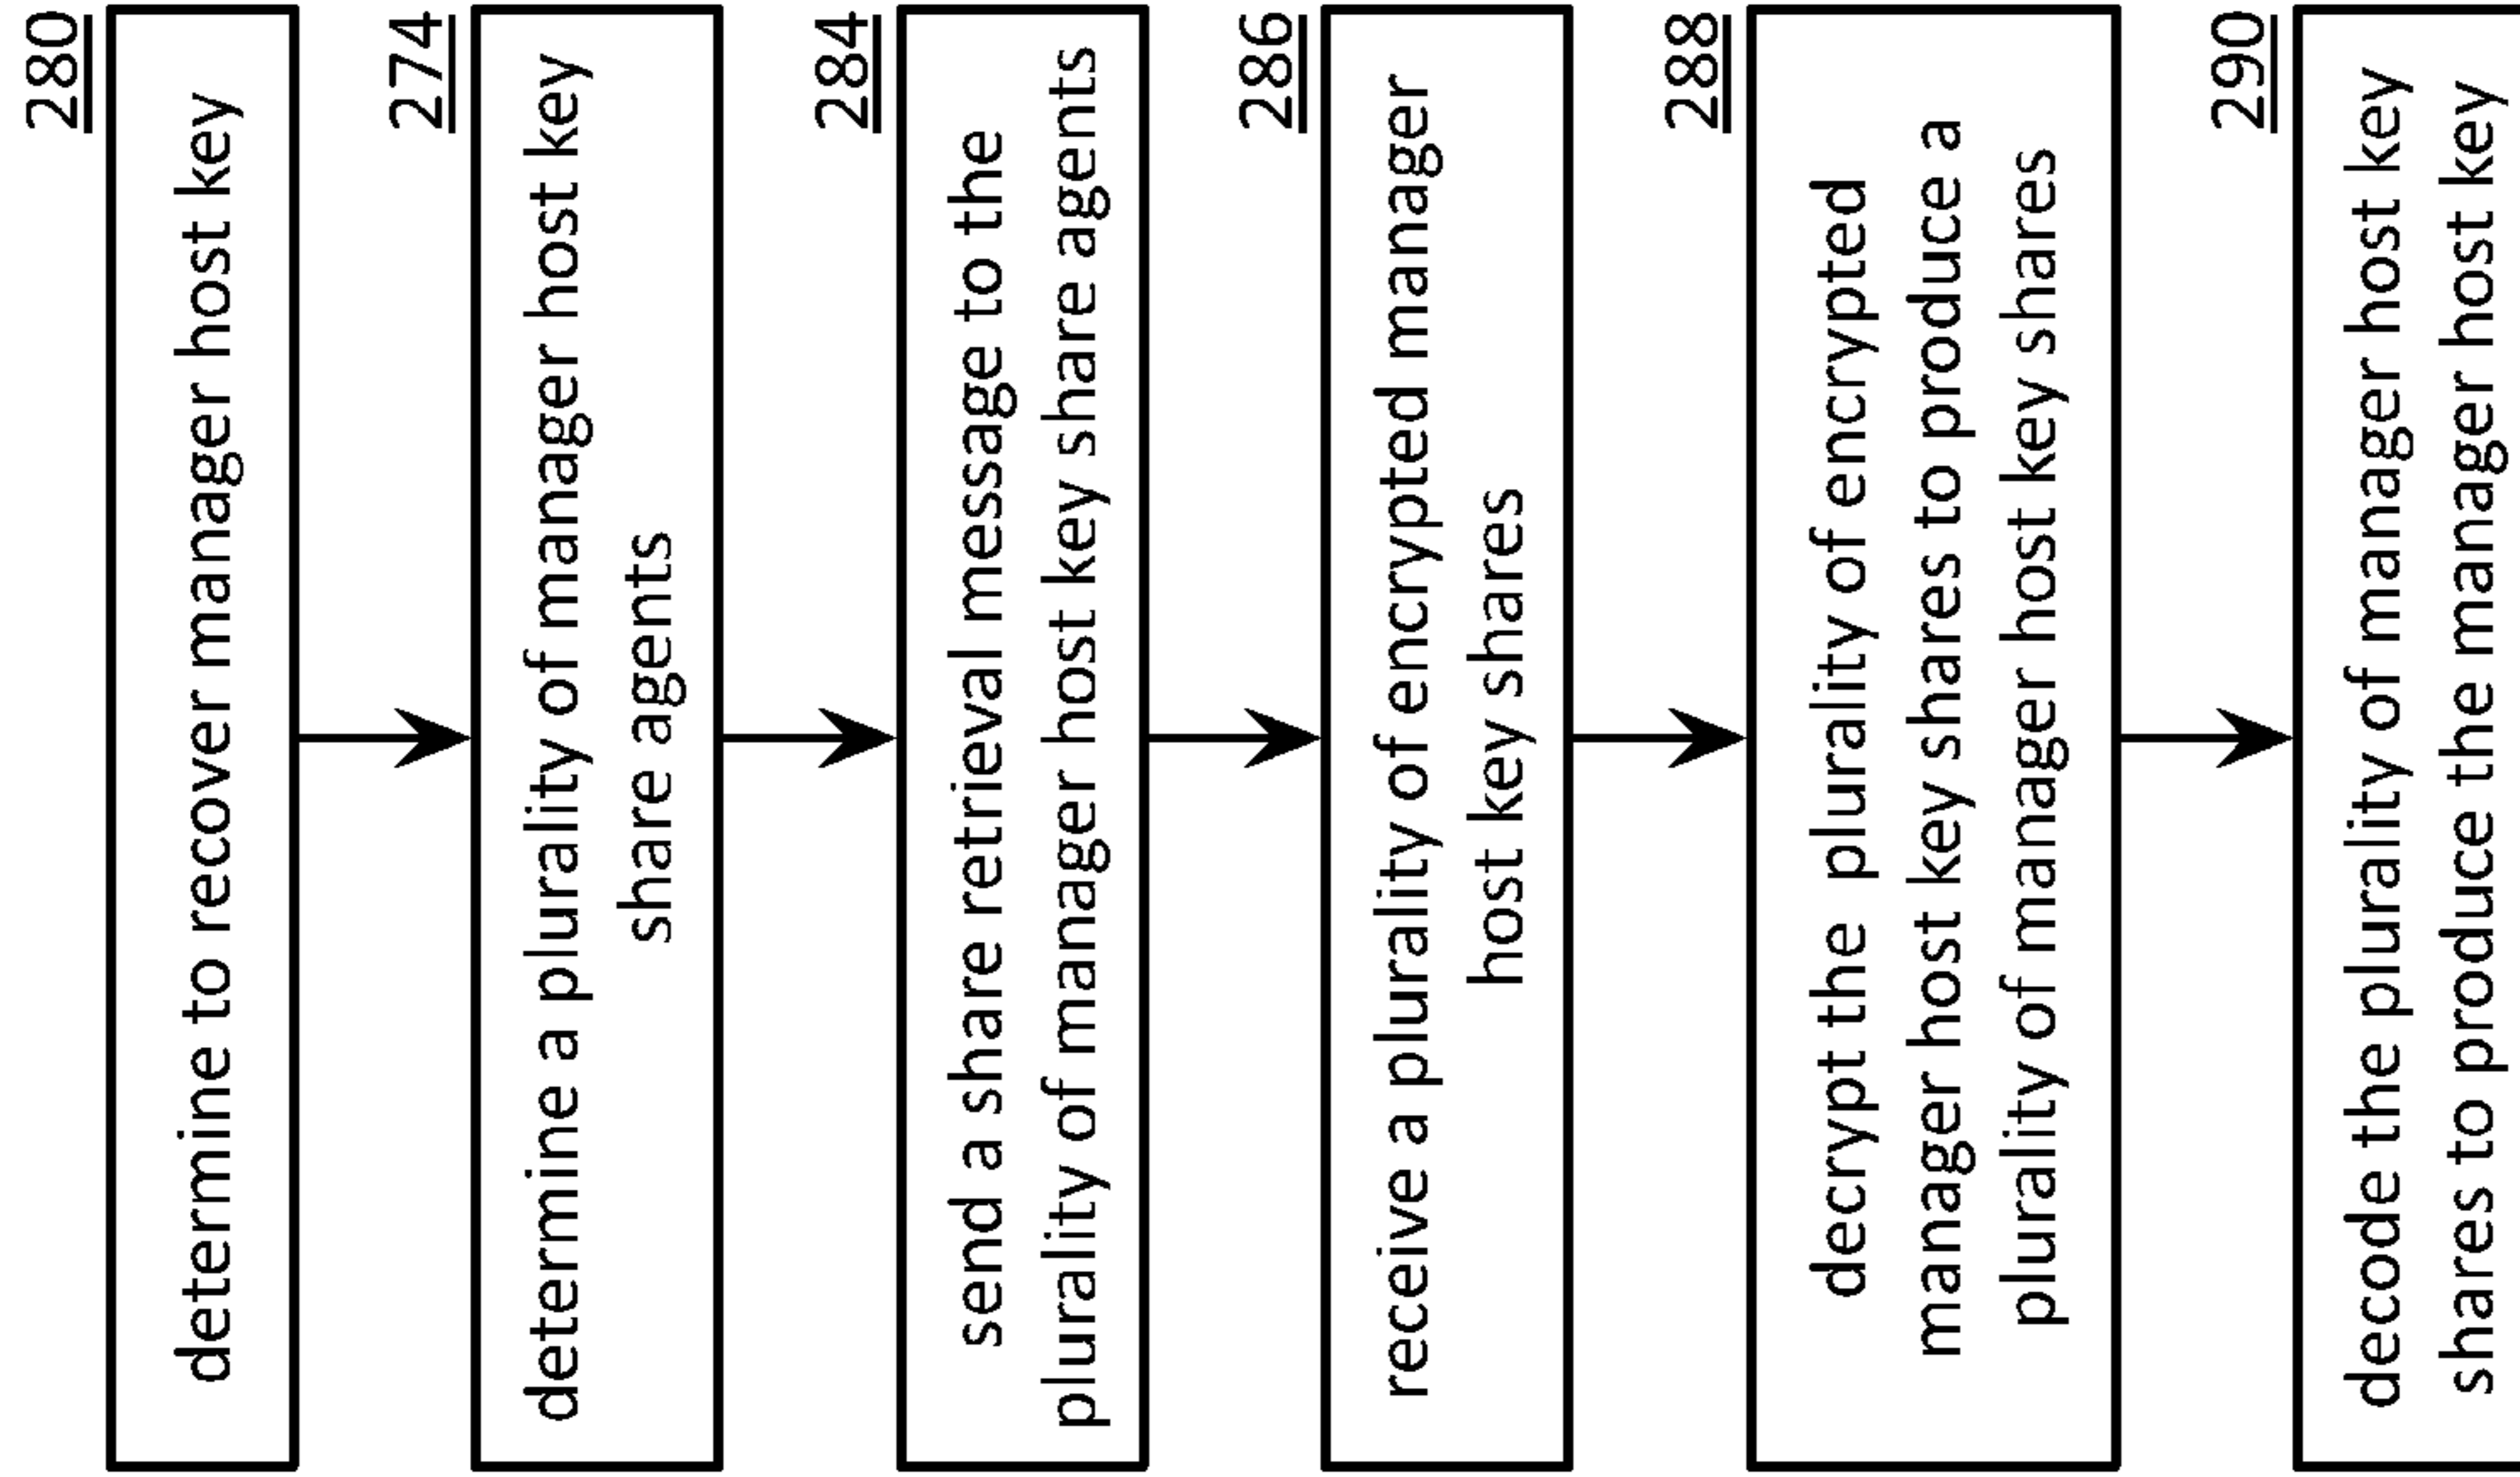 280
determine to recover manager host key
274
determine a plurality of manager host key
share agents
284
send a share retrieval message to the
plurality of manager host key share agents
286
receive a plurality of encrypted manager
host key shares
288
decrypt the plurality of encrypted
manager host key shares to produce a
plurality of manager host key shares
290
decode the plurality of manager host key
shares to produce the manager host key